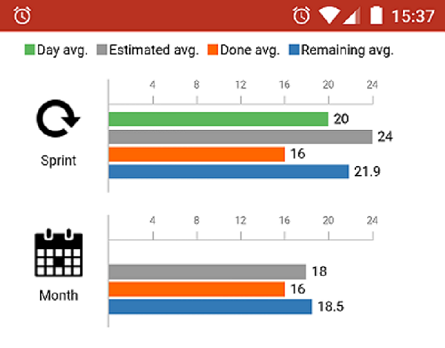 15:37
Day avg. Estimated avg. Done avg. Remaining avg.
4 8 12 16 20 24
20
24
Sprint
16
21.9
4 8 12 16 20 24
18
Month
16
18.5